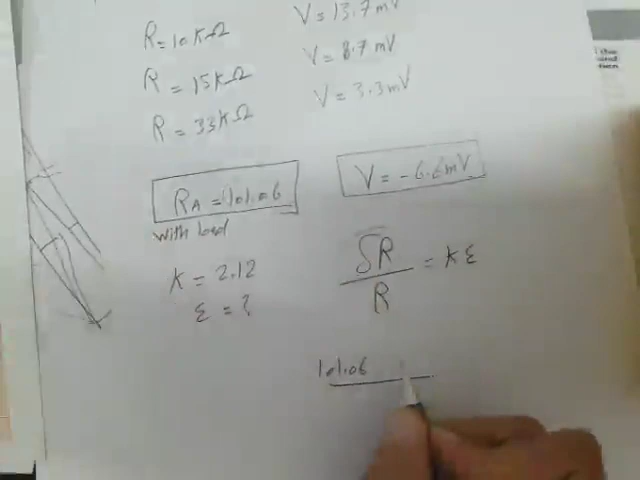 V = 13.7 mV
R = 10 KΩ
V = 8.7 mV
R = 15 KΩ
V = 3.3 mV
R = 33 KΩ
RA = 101.06
V = -6.6 mV
with load
K = 2.12
δR/R = K ε
ε = ?
101.06